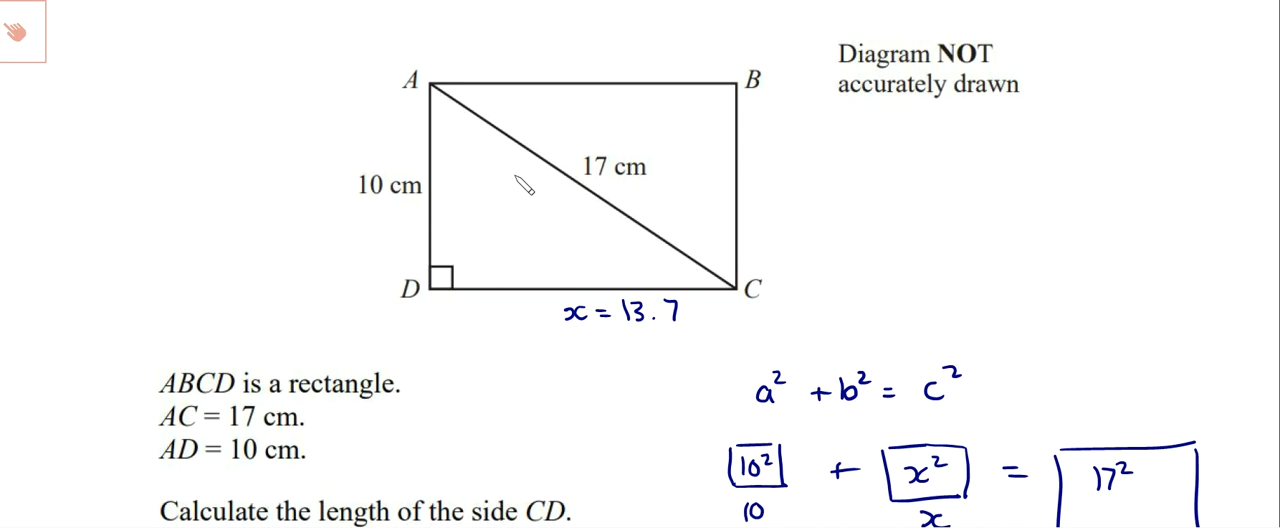 Diagram NOT
accurately drawn
A
B
17 cm
10 cm
D
C
x = 13.7
ABCD is a rectangle.
AC = 17 cm.
AD = 10 cm.
Calculate the length of the side CD.
a² + b² = c²
10² + x² = 17²
10
x